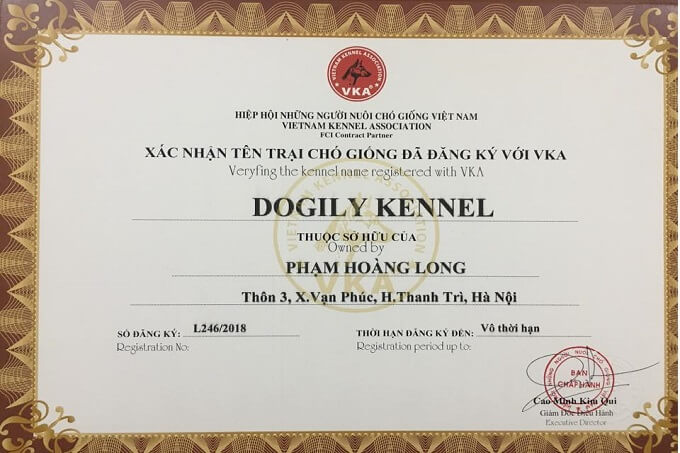 VIETNAM KENNEL ASSOCIATION
VKA
HIỆP HỘI NHỮNG NGƯỜI NUÔI CHÓ GIỐNG VIỆT NAM
VIETNAM KENNEL ASSOCIATION
FCI Contract Partner
XÁC NHẬN TÊN TRẠI CHÓ GIỐNG ĐÃ ĐĂNG KÝ VỚI VKA
Veryfing the kennel name registered with VKA
DOGILY KENNEL
THUỘC SỞ HỮU CỦA
Owned by
PHẠM HOÀNG LONG
Thôn 3, X.Vạn Phúc, H.Thanh Trì, Hà Nội
SỐ ĐĂNG KÝ: L246/2018 THỜI HẠN ĐĂNG KÝ ĐẾN: Vô thời hạn
Registration No: Registration period up to:
BAN
CHẤP HÀNH
Cao Minh Kim Qui
Giám Đốc Điều Hành
Executive Director
VIETNAM KENNEL ASSOCIATION
VKA